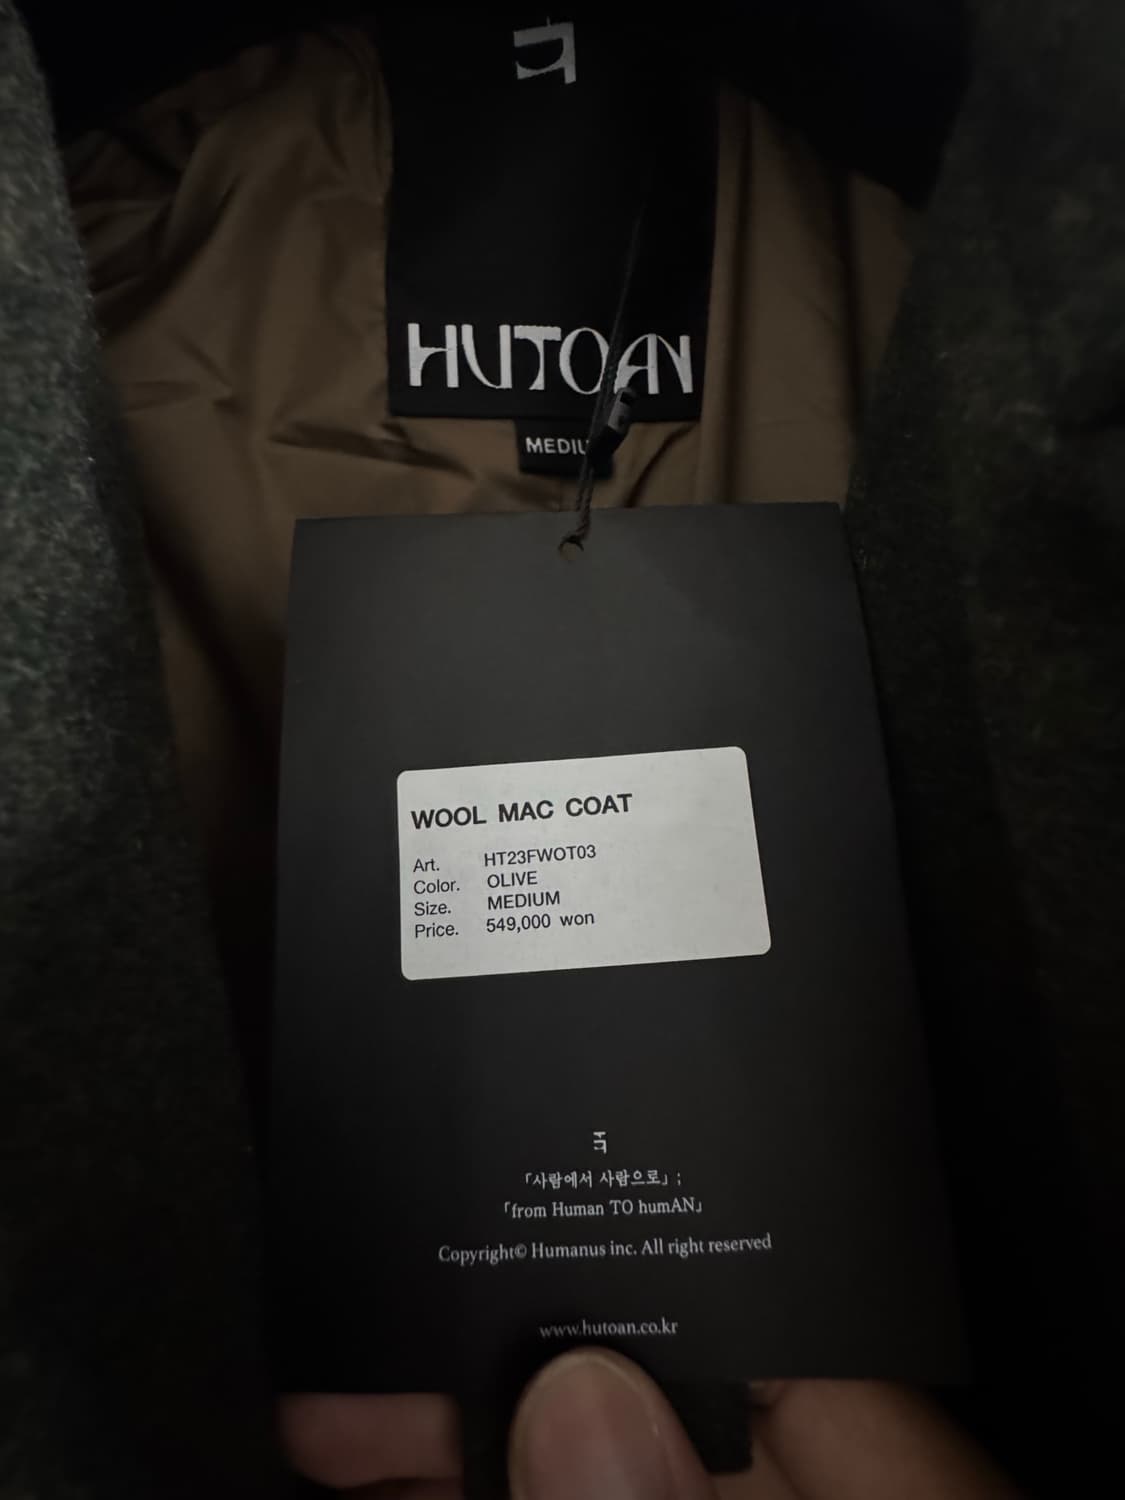 HUTOAN
WOOL MAC COAT
Art. HT23FWOT03
Color. OLIVE
Size. MEDIUM
Price. 549,000 won
「사람에서 사람으로」;
「from Human TO humAN」
Copyright© Humanus inc. All right reserved
www.hutoan.co.kr